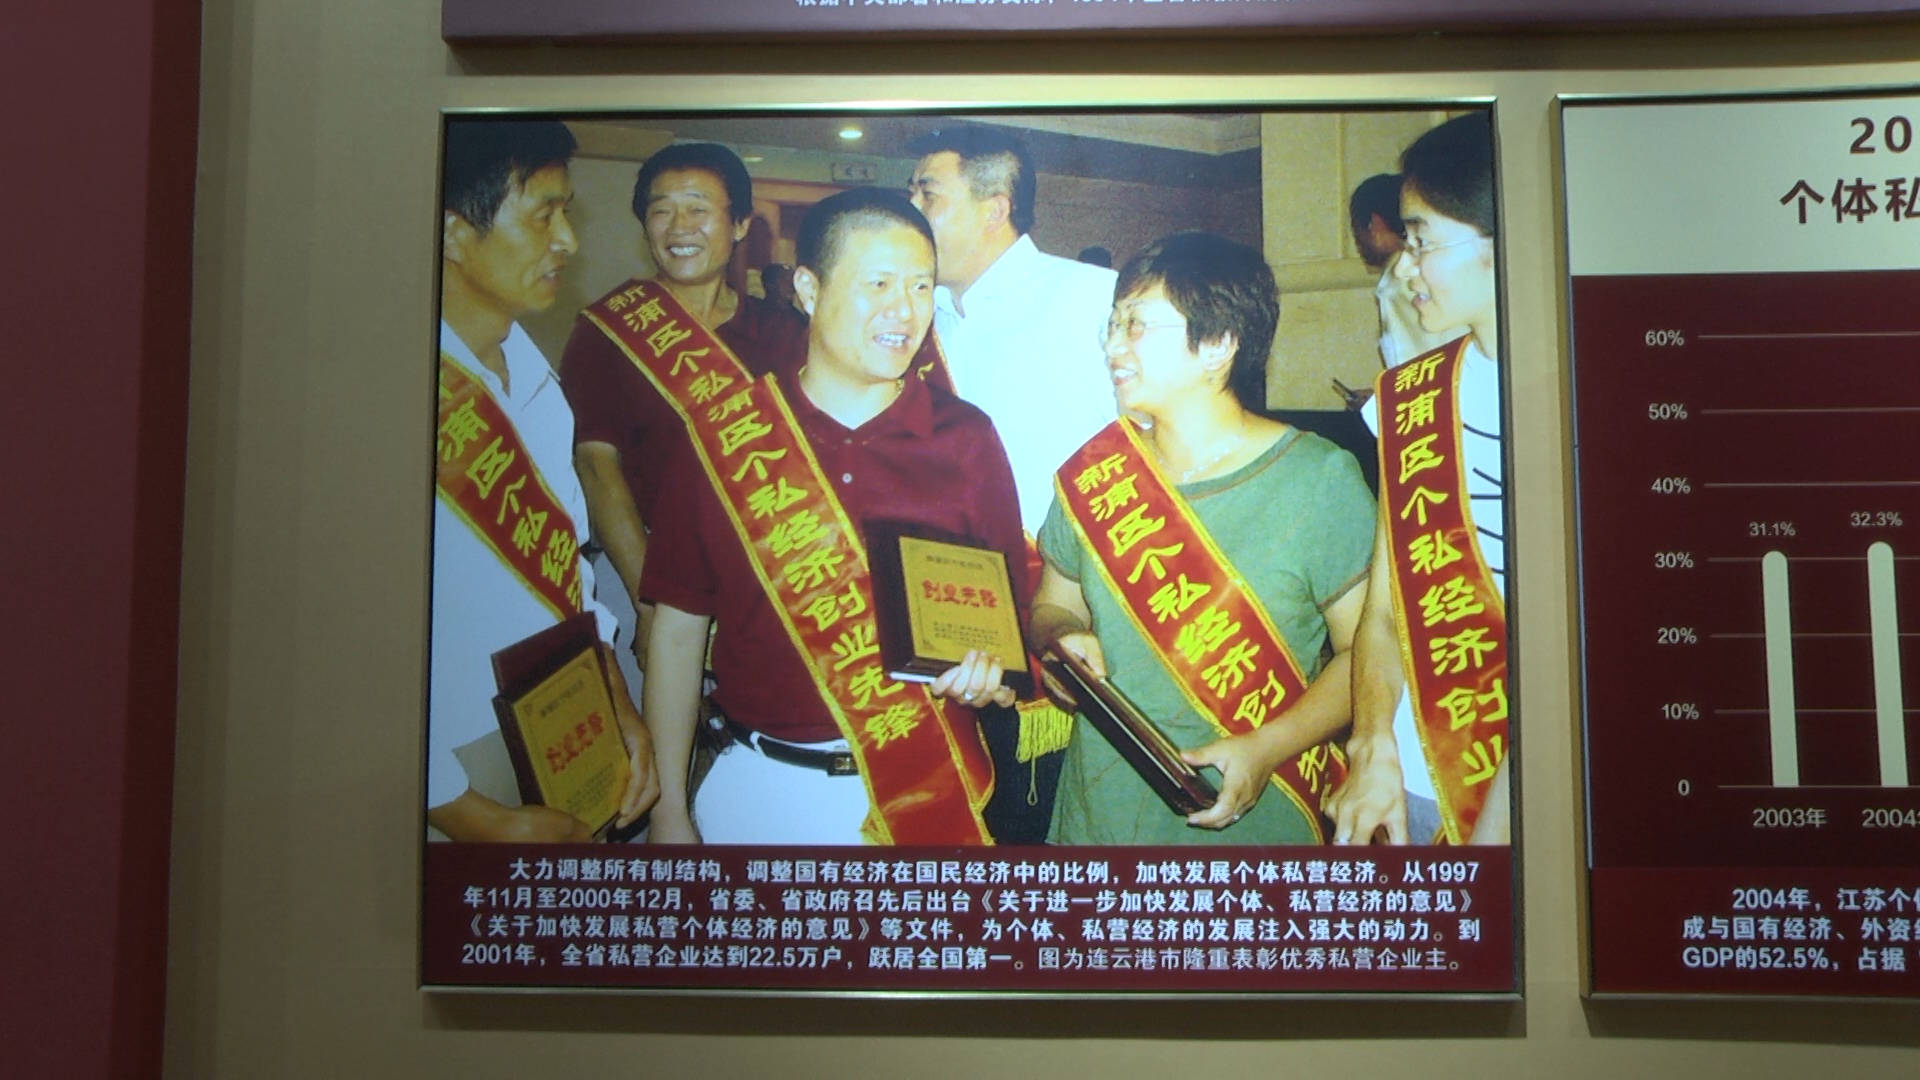 新浦区个私
浦区个私经济
浦区个私经济创业先锋
新浦区个私经济创
先
新浦区个私经济创业
创业先锋
创业先锋
大力调整所有制结构，调整国有经济在国民经济中的比例，加快发展个体私营经济。从1997
年11月至2000年12月，省委、省政府召先后出台《关于进一步加快发展个体、私营经济的意见》
《关于加快发展私营个体经济的意见》等文件，为个体、私营经济的发展注入强大的动力。到
2001年，全省私营企业达到22.5万户，跃居全国第一。图为连云港市隆重表彰优秀私营企业主。
20
个体私
60%
50%
40%
31.1%
32.3%
30%
20%
10%
0
2003年
2004
2004年，江苏个
成与国有经济、外资
GDP的52.5%，占据